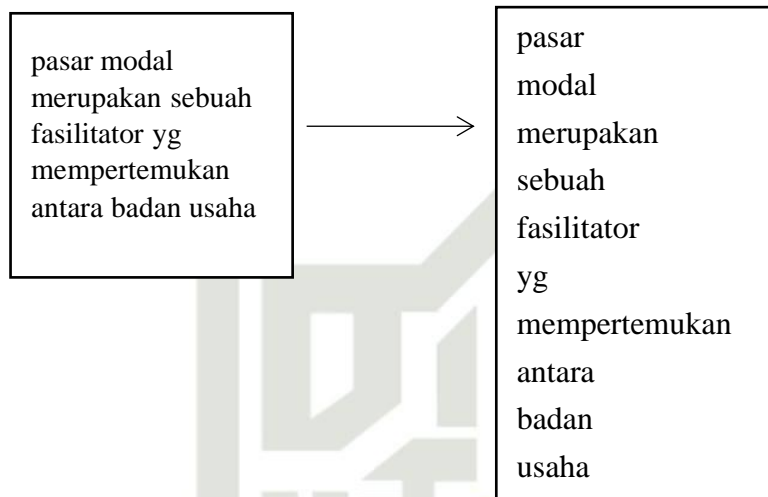 pasar modal
merupakan sebuah
fasilitator yg
mempertemukan
antara badan usaha
pasar
modal
merupakan
sebuah
fasilitator
yg
mempertemukan
antara
badan
usaha